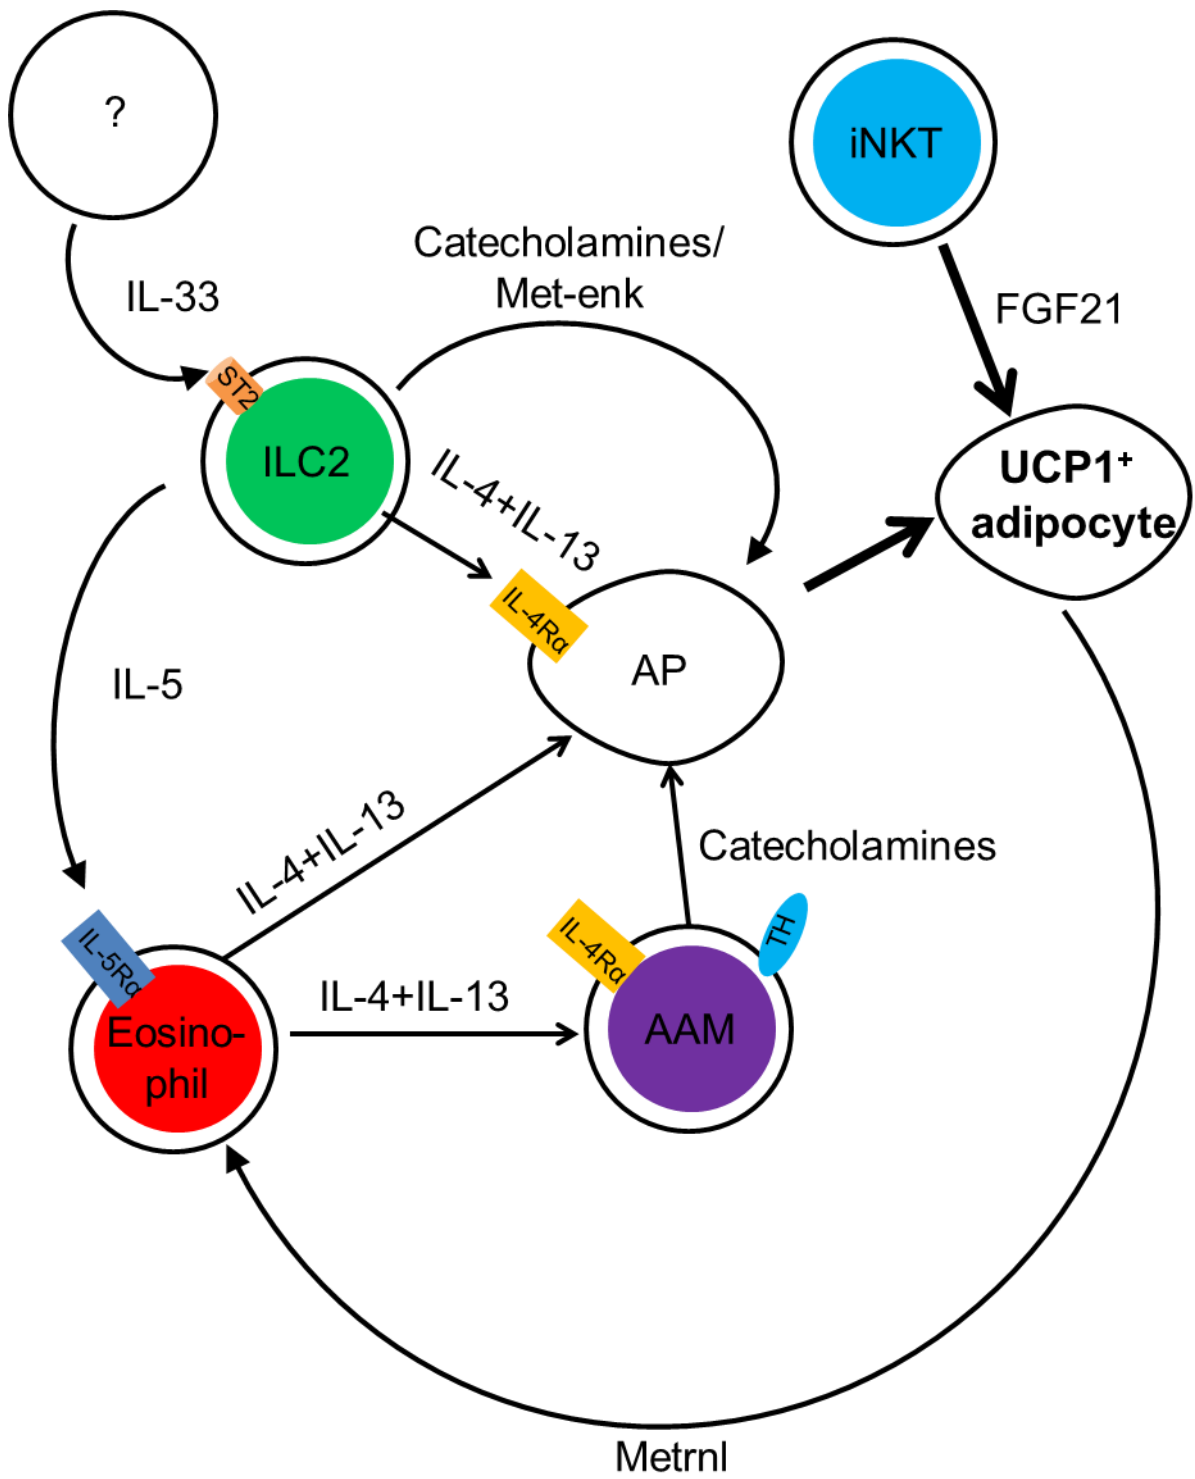 ?
iNKT
Catecholamines/
Met-enk
IL-33
FGF21
ST2
ILC2
IL-4+IL-13
UCP1+
adipocyte
IL-4Rα
AP
IL-5
IL-4+IL-13
Catecholamines
IL-5Rα
IL-4Rα
TH
IL-4+IL-13
Eosino-
phil
AAM
Metrnl